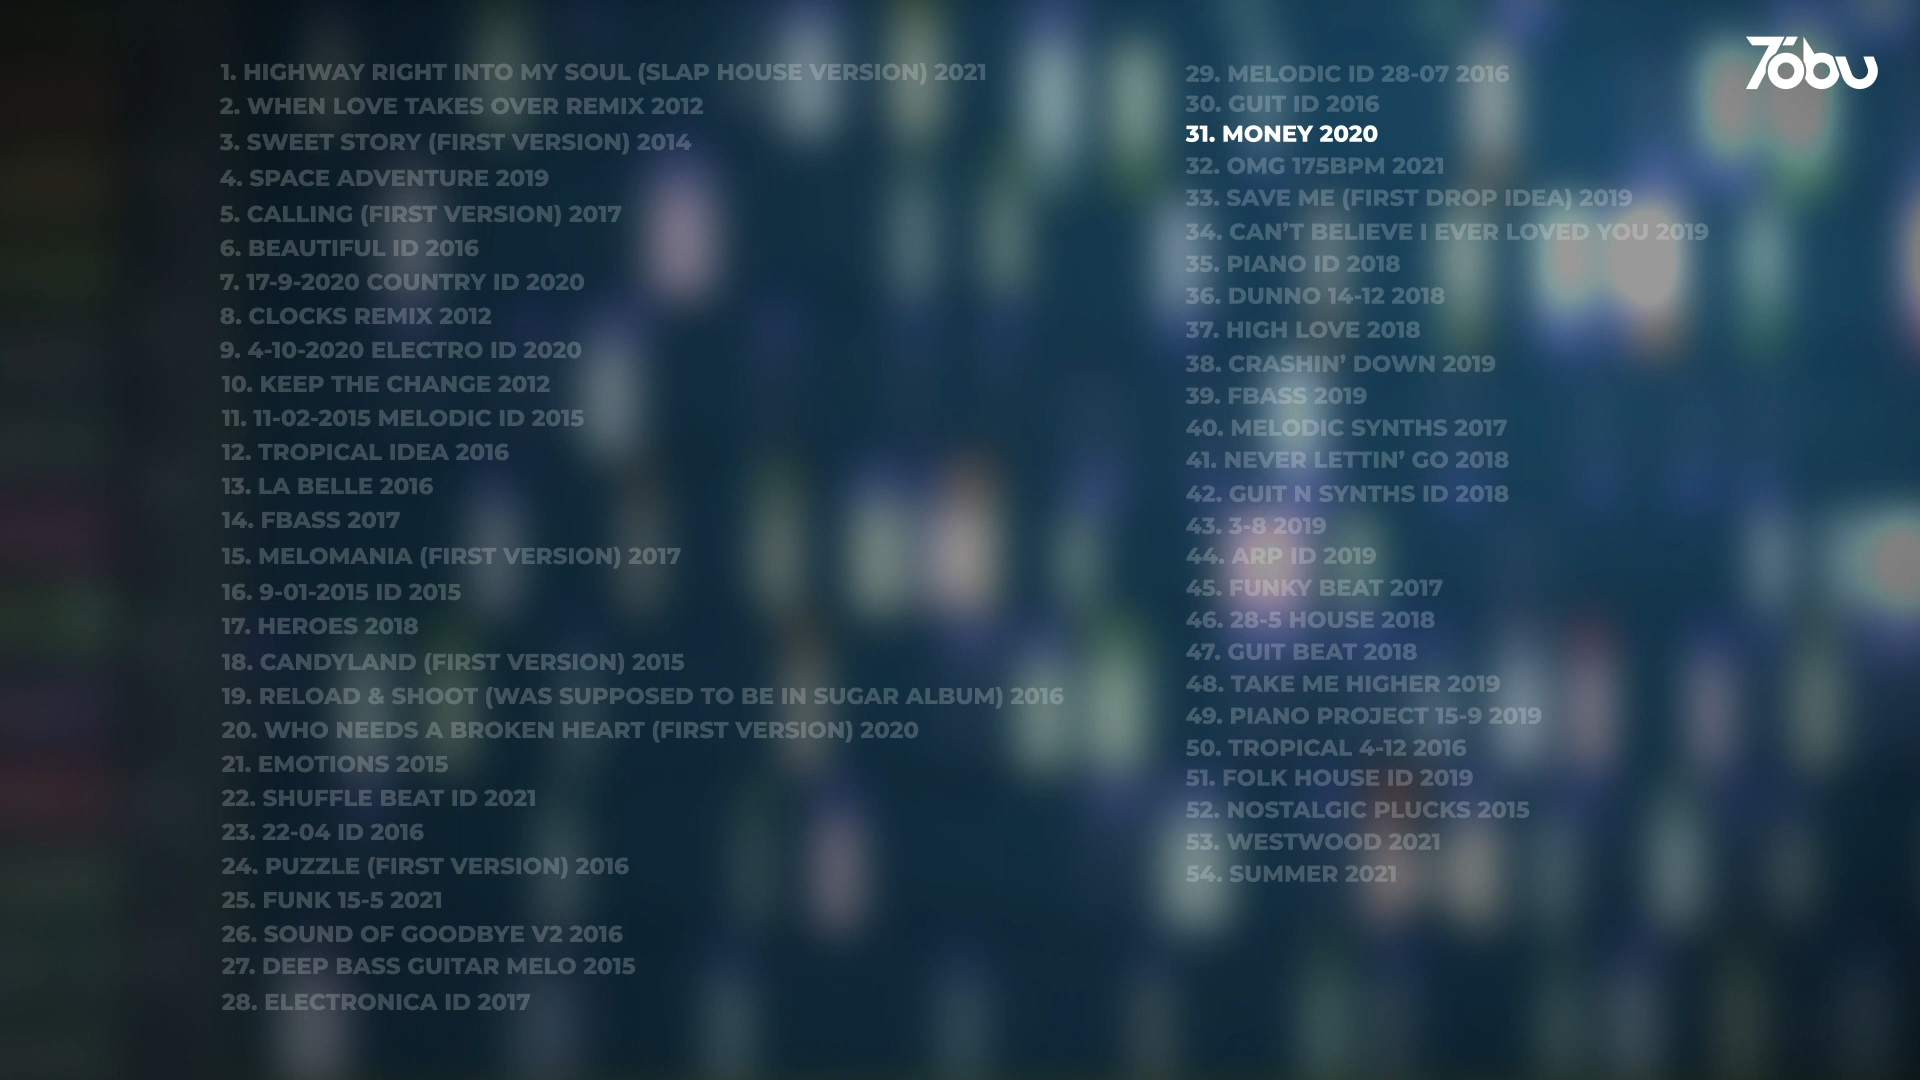 1. HIGHWAY RIGHT INTO MY SOUL (SLAP HOUSE VERSION) 2021
2. WHEN LOVE TAKES OVER REMIX 2012
3. SWEET STORY (FIRST VERSION) 2014
4. SPACE ADVENTURE 2019
5. CALLING (FIRST VERSION) 2017
6. BEAUTIFUL ID 2016
7. 17-9-2020 COUNTRY ID 2020
8. CLOCKS REMIX 2012
9. 4-10-2020 ELECTRO ID 2020
10. KEEP THE CHANGE 2012
11. 11-02-2015 MELODIC ID 2015
12. TROPICAL IDEA 2016
13. LA BELLE 2016
14. FBASS 2017
15. MELOMANIA (FIRST VERSION) 2017
16. 9-01-2015 ID 2015
17. HEROES 2018
18. CANDYLAND (FIRST VERSION) 2015
19. RELOAD & SHOOT (WAS SUPPOSED TO BE IN SUGAR ALBUM) 2016
20. WHO NEEDS A BROKEN HEART (FIRST VERSION) 2020
21. EMOTIONS 2015
22. SHUFFLE BEAT ID 2021
23. 22-04 ID 2016
24. PUZZLE (FIRST VERSION) 2016
25. FUNK 15-5 2021
26. SOUND OF GOODBYE V2 2016
27. DEEP BASS GUITAR MELO 2015
28. ELECTRONICA ID 2017
29. MELODIC ID 28-07 2016
30. GUIT ID 2016
31. MONEY 2020
32. OMG 175BPM 2021
33. SAVE ME (FIRST DROP IDEA) 2019
34. CAN’T BELIEVE I EVER LOVED YOU 2019
35. PIANO ID 2018
36. DUNNO 14-12 2018
37. HIGH LOVE 2018
38. CRASHIN’ DOWN 2019
39. FBASS 2019
40. MELODIC SYNTHS 2017
41. NEVER LETTIN’ GO 2018
42. GUIT N SYNTHS ID 2018
43. 3-8 2019
44. ARP ID 2019
45. FUNKY BEAT 2017
46. 28-5 HOUSE 2018
47. GUIT BEAT 2018
48. TAKE ME HIGHER 2019
49. PIANO PROJECT 15-9 2019
50. TROPICAL 4-12 2016
51. FOLK HOUSE ID 2019
52. NOSTALGIC PLUCKS 2015
53. WESTWOOD 2021
54. SUMMER 2021
Tobu